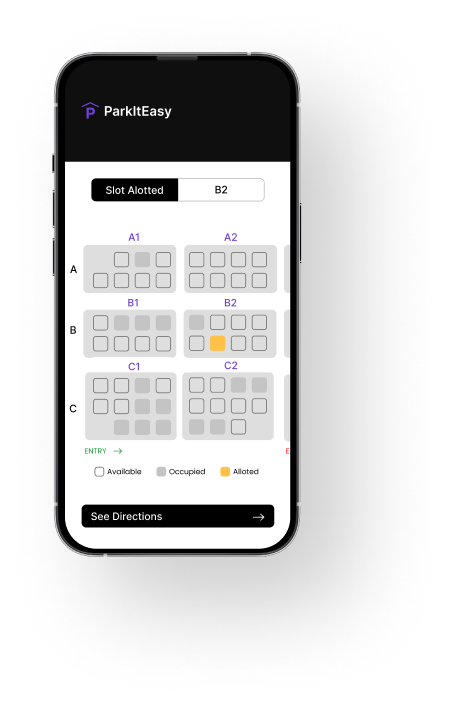 ParkItEasy
Slot Alotted B2
A1 A2
A
B1 B2
B
C1 C2
C
ENTRY → E
Available Occupied Alloted
See Directions →